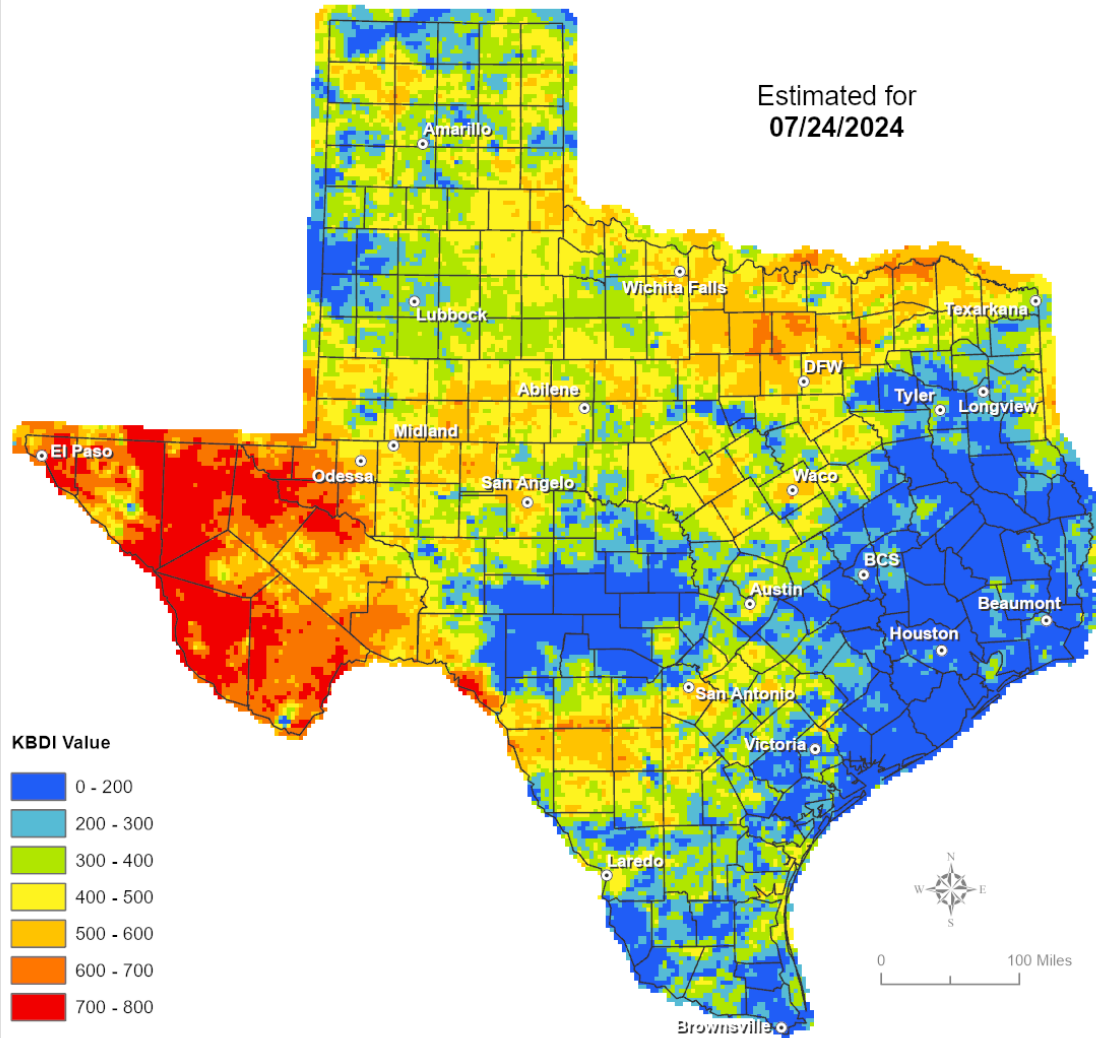 Estimated for
07/24/2024
Amarillo
Wichita Falls
Lubbock
Texarkana
DFW
Abilene
Tyler
Longview
Midland
El Paso
Odessa
San Angelo
Waco
BCS
Austin
Beaumont
Houston
San Antonio
Victoria
Laredo
Brownsville
KBDI Value
0 - 200
200 - 300
300 - 400
400 - 500
500 - 600
600 - 700
700 - 800
N
W E
S
0 100 Miles